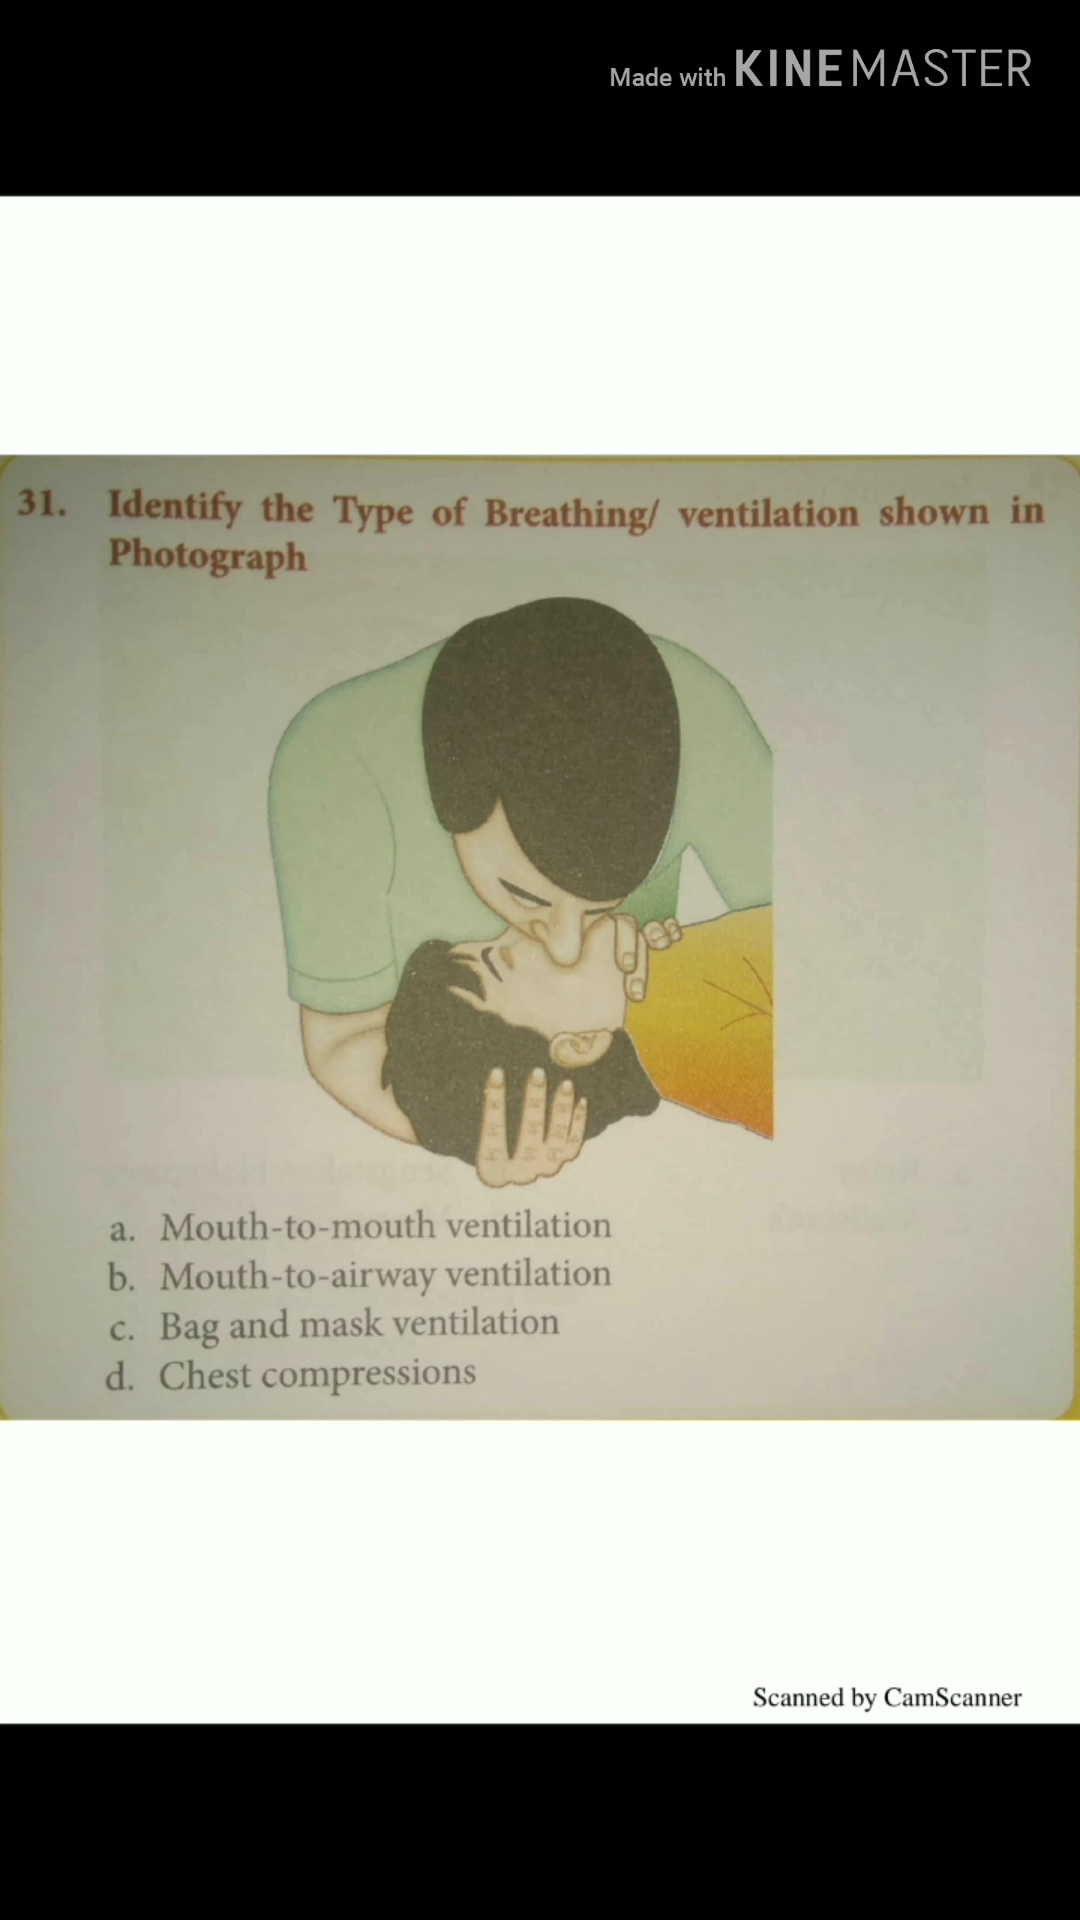 Made with KINEMASTER
31. Identify the Type of Breathing/ ventilation shown in
Photograph
a. Mouth-to-mouth ventilation
b. Mouth-to-airway ventilation
c. Bag and mask ventilation
d. Chest compressions
Scanned by CamScanner